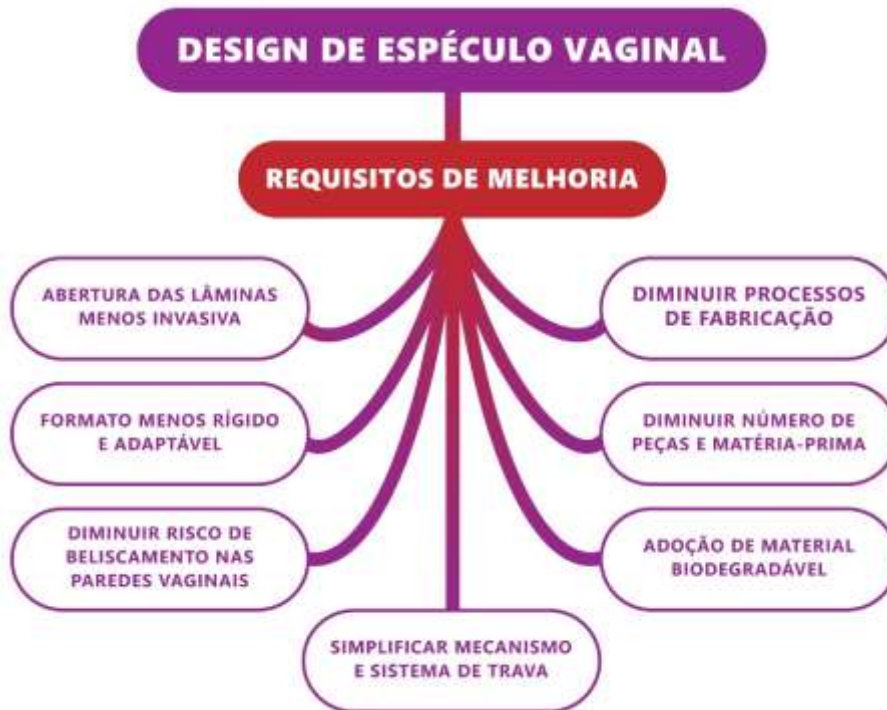 DESIGN DE ESPÉCULO VAGINAL
REQUISITOS DE MELHORIA
ABERTURA DAS LÂMINAS
MENOS INVASIVA
FORMATO MENOS RÍGIDO
E ADAPTÁVEL
DIMINUIR RISCO DE
BELISCAMENTO NAS
PAREDES VAGINAIS
SIMPLIFICAR MECANISMO
E SISTEMA DE TRAVA
DIMINUIR PROCESSOS
DE FABRICAÇÃO
DIMINUIR NÚMERO DE
PEÇAS E MATÉRIA-PRIMA
ADOÇÃO DE MATERIAL
BIODEGRADÁVEL